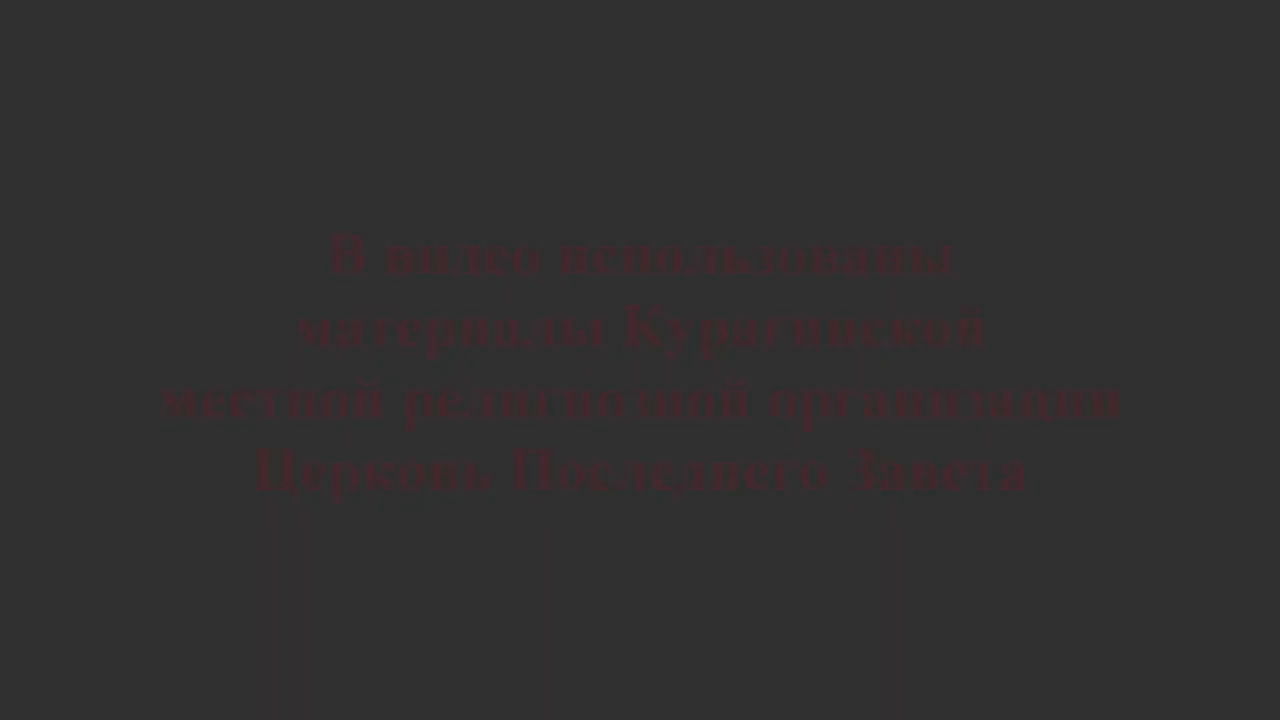 В видео использованы
материалы Курагинской
местной религиозной организации
Церковь Последнего Завета